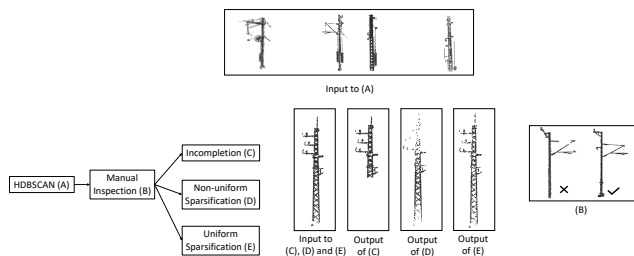 Input to (A)
HDBSCAN (A)
Manual
Inspection (B)
Incompletion (C)
Non-uniform
Sparsification (D)
Uniform
Sparsification (E)
Input to
(C), (D) and (E)
Output
of (C)
Output
of (D)
Output
of (E)
(B)